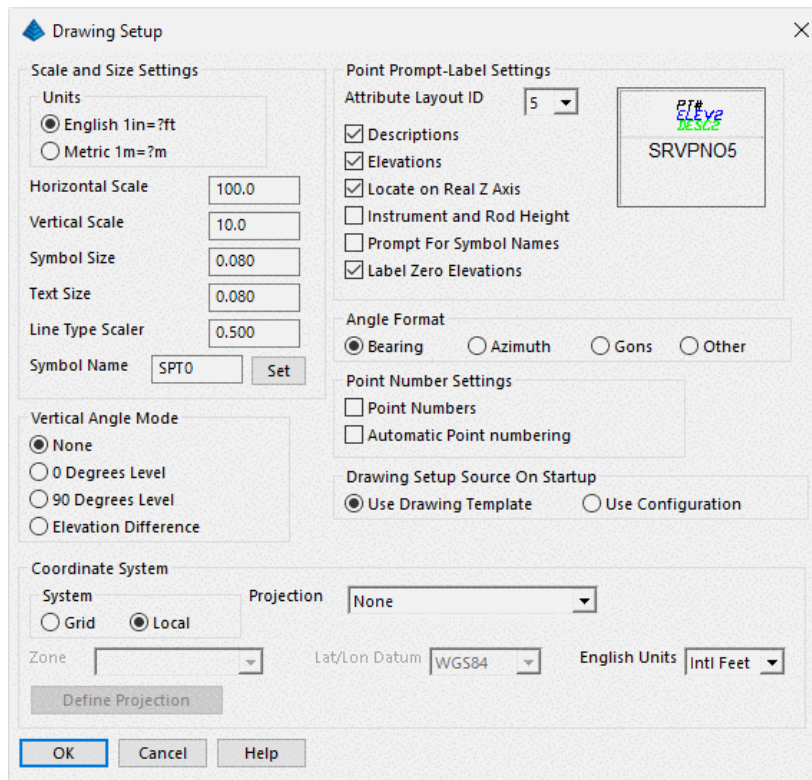 Drawing Setup
Scale and Size Settings
Units
English 1in=?ft
Metric 1m=?m
Horizontal Scale 100.0
Vertical Scale 10.0
Symbol Size 0.080
Text Size 0.080
Line Type Scaler 0.500
Symbol Name SPT0 Set
Vertical Angle Mode
None
0 Degrees Level
90 Degrees Level
Elevation Difference
Point Prompt-Label Settings
Attribute Layout ID 5
Descriptions
Elevations
Locate on Real Z Axis
Instrument and Rod Height
Prompt For Symbol Names
Label Zero Elevations
PT#
ELEV2
DESC2
SRVPNO5
Angle Format
Bearing Azimuth Gons Other
Point Number Settings
Point Numbers
Automatic Point numbering
Drawing Setup Source On Startup
Use Drawing Template Use Configuration
Coordinate System
System
Grid Local
Projection None
Zone Lat/Lon Datum WGS84 English Units Intl Feet
Define Projection
OK Cancel Help